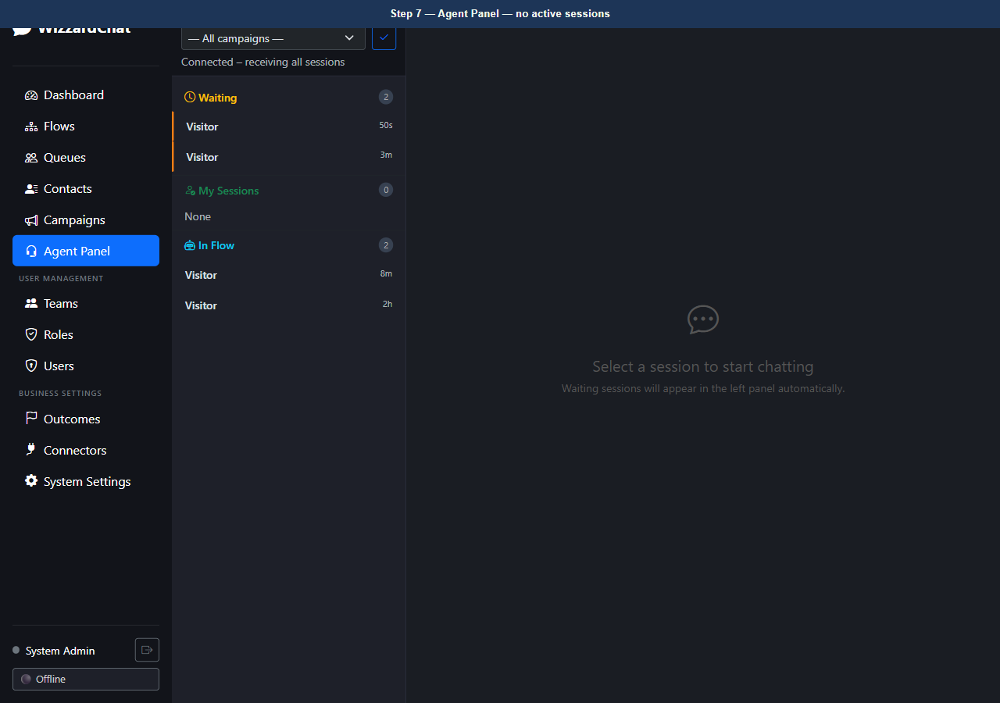 Step 7 — Agent Panel — no active sessions
WizzardChat
Dashboard
Flows
Queues
Contacts
Campaigns
Agent Panel
USER MANAGEMENT
Teams
Roles
Users
BUSINESS SETTINGS
Outcomes
Connectors
System Settings
System Admin
Offline
— All campaigns —
Connected – receiving all sessions
Waiting 2
Visitor 50s
Visitor 3m
My Sessions 0
None
In Flow 2
Visitor 8m
Visitor 2h
Select a session to start chatting
Waiting sessions will appear in the left panel automatically.